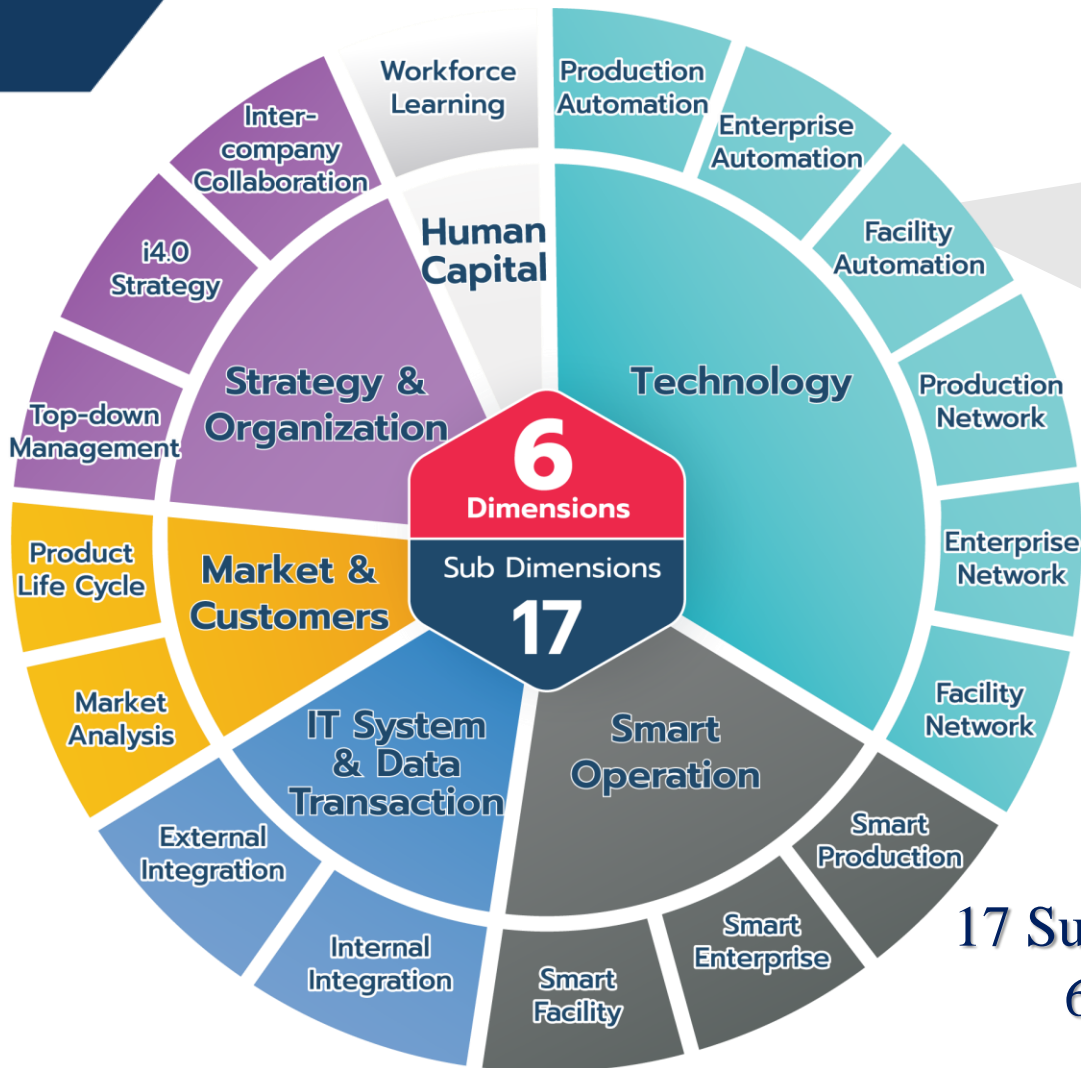 Workforce
Learning
Production
Automation
Enterprise
Automation
Facility
Automation
Production
Network
Enterprise
Network
Facility
Network
Smart
Production
Smart
Enterprise
Smart
Facility
Internal
Integration
External
Integration
Market
Analysis
Product
Life Cycle
Top-down
Management
i4.0
Strategy
Inter-
company
Collaboration
Human
Capital
Technology
Smart
Operation
IT System
& Data
Transaction
Market &
Customers
Strategy &
Organization
6
Dimensions
Sub Dimensions
17
17 Su
6